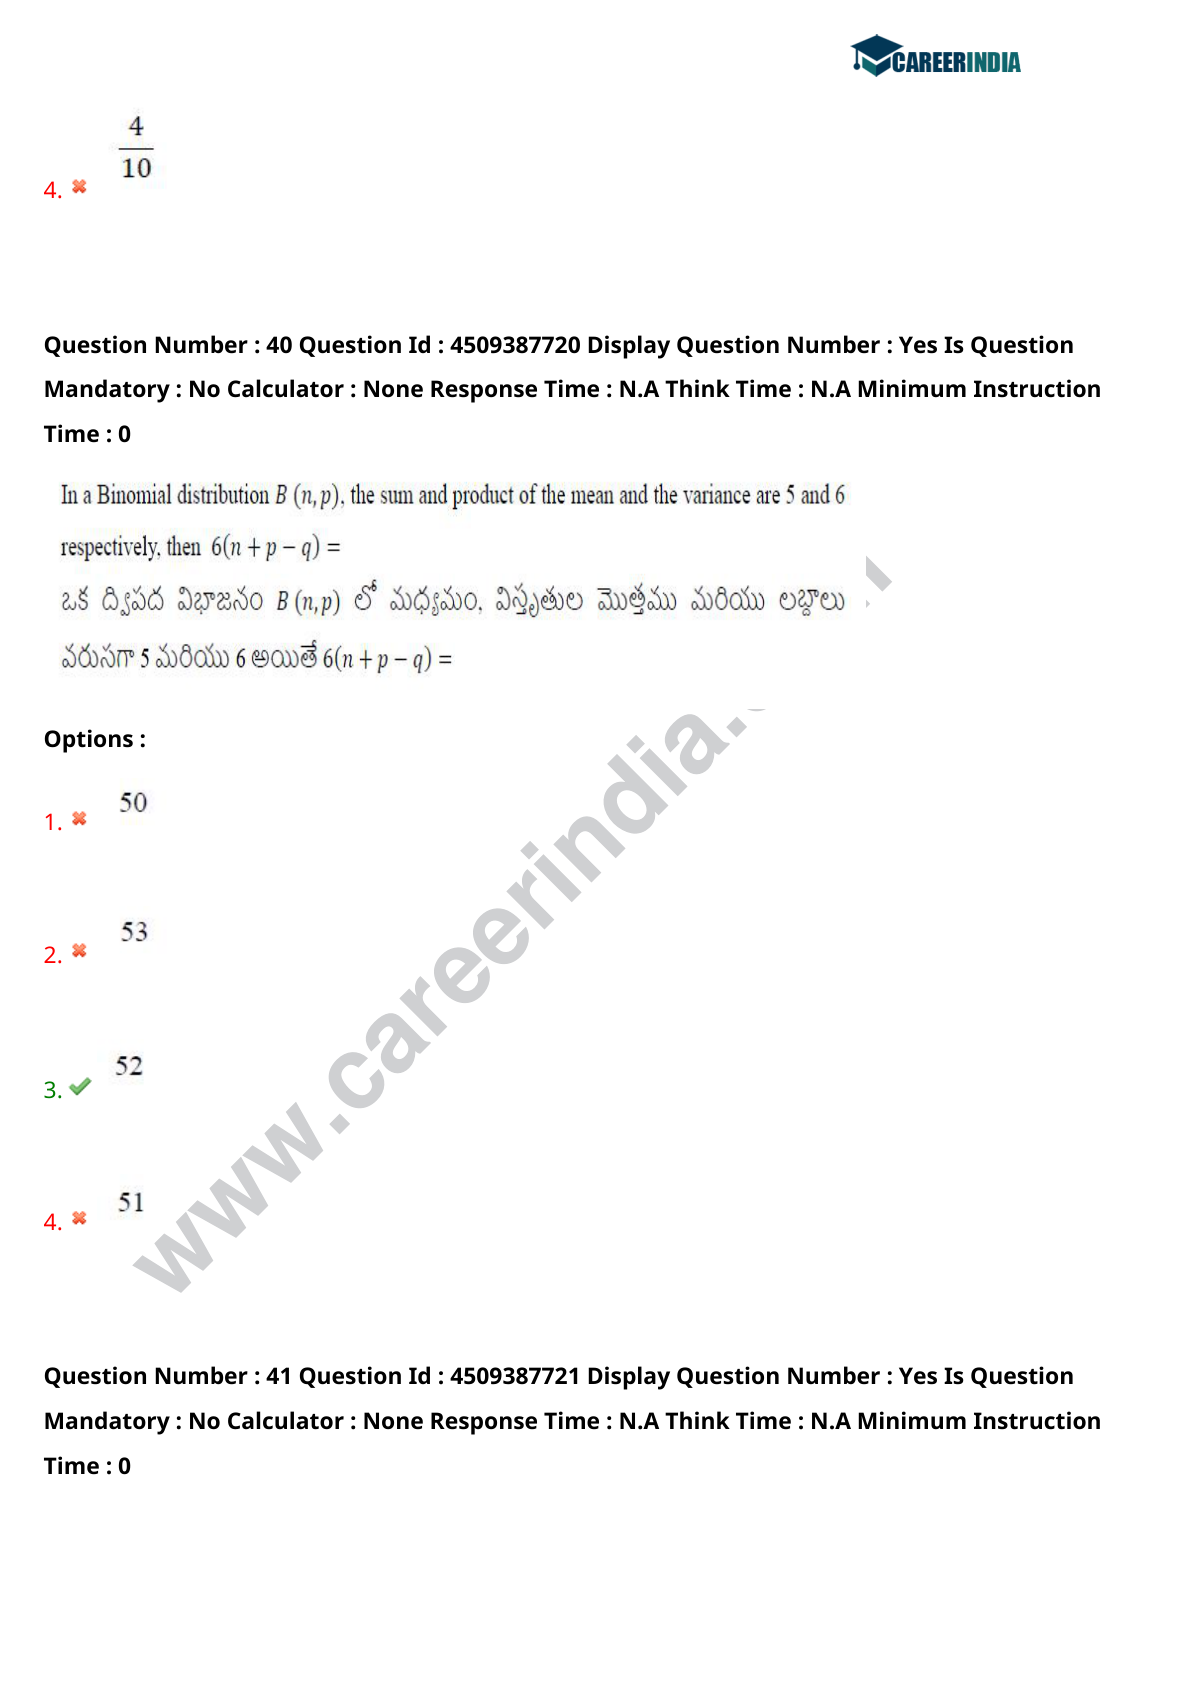 CAREERINDIA
4
10
4.
Question Number : 40 Question Id : 4509387720 Display Question Number : Yes Is Question
Mandatory : No Calculator : None Response Time : N.A Think Time : N.A Minimum Instruction
Time : 0
In a Binomial distribution B (n, p), the sum and product of the mean and the variance are 5 and 6
respectively, then 6(n + p − q) =
ఒక ద్విపద విభాజనం B (n, p) లో మధ్యమం, విస్తృతుల మొత్తము మరియు లబ్దాలు
వరుసగా 5 మరియు 6 అయితే 6(n + p − q) =
Options :
1. 50
2. 53
3. 52
4. 51
www.careerindia.
Question Number : 41 Question Id : 4509387721 Display Question Number : Yes Is Question
Mandatory : No Calculator : None Response Time : N.A Think Time : N.A Minimum Instruction
Time : 0